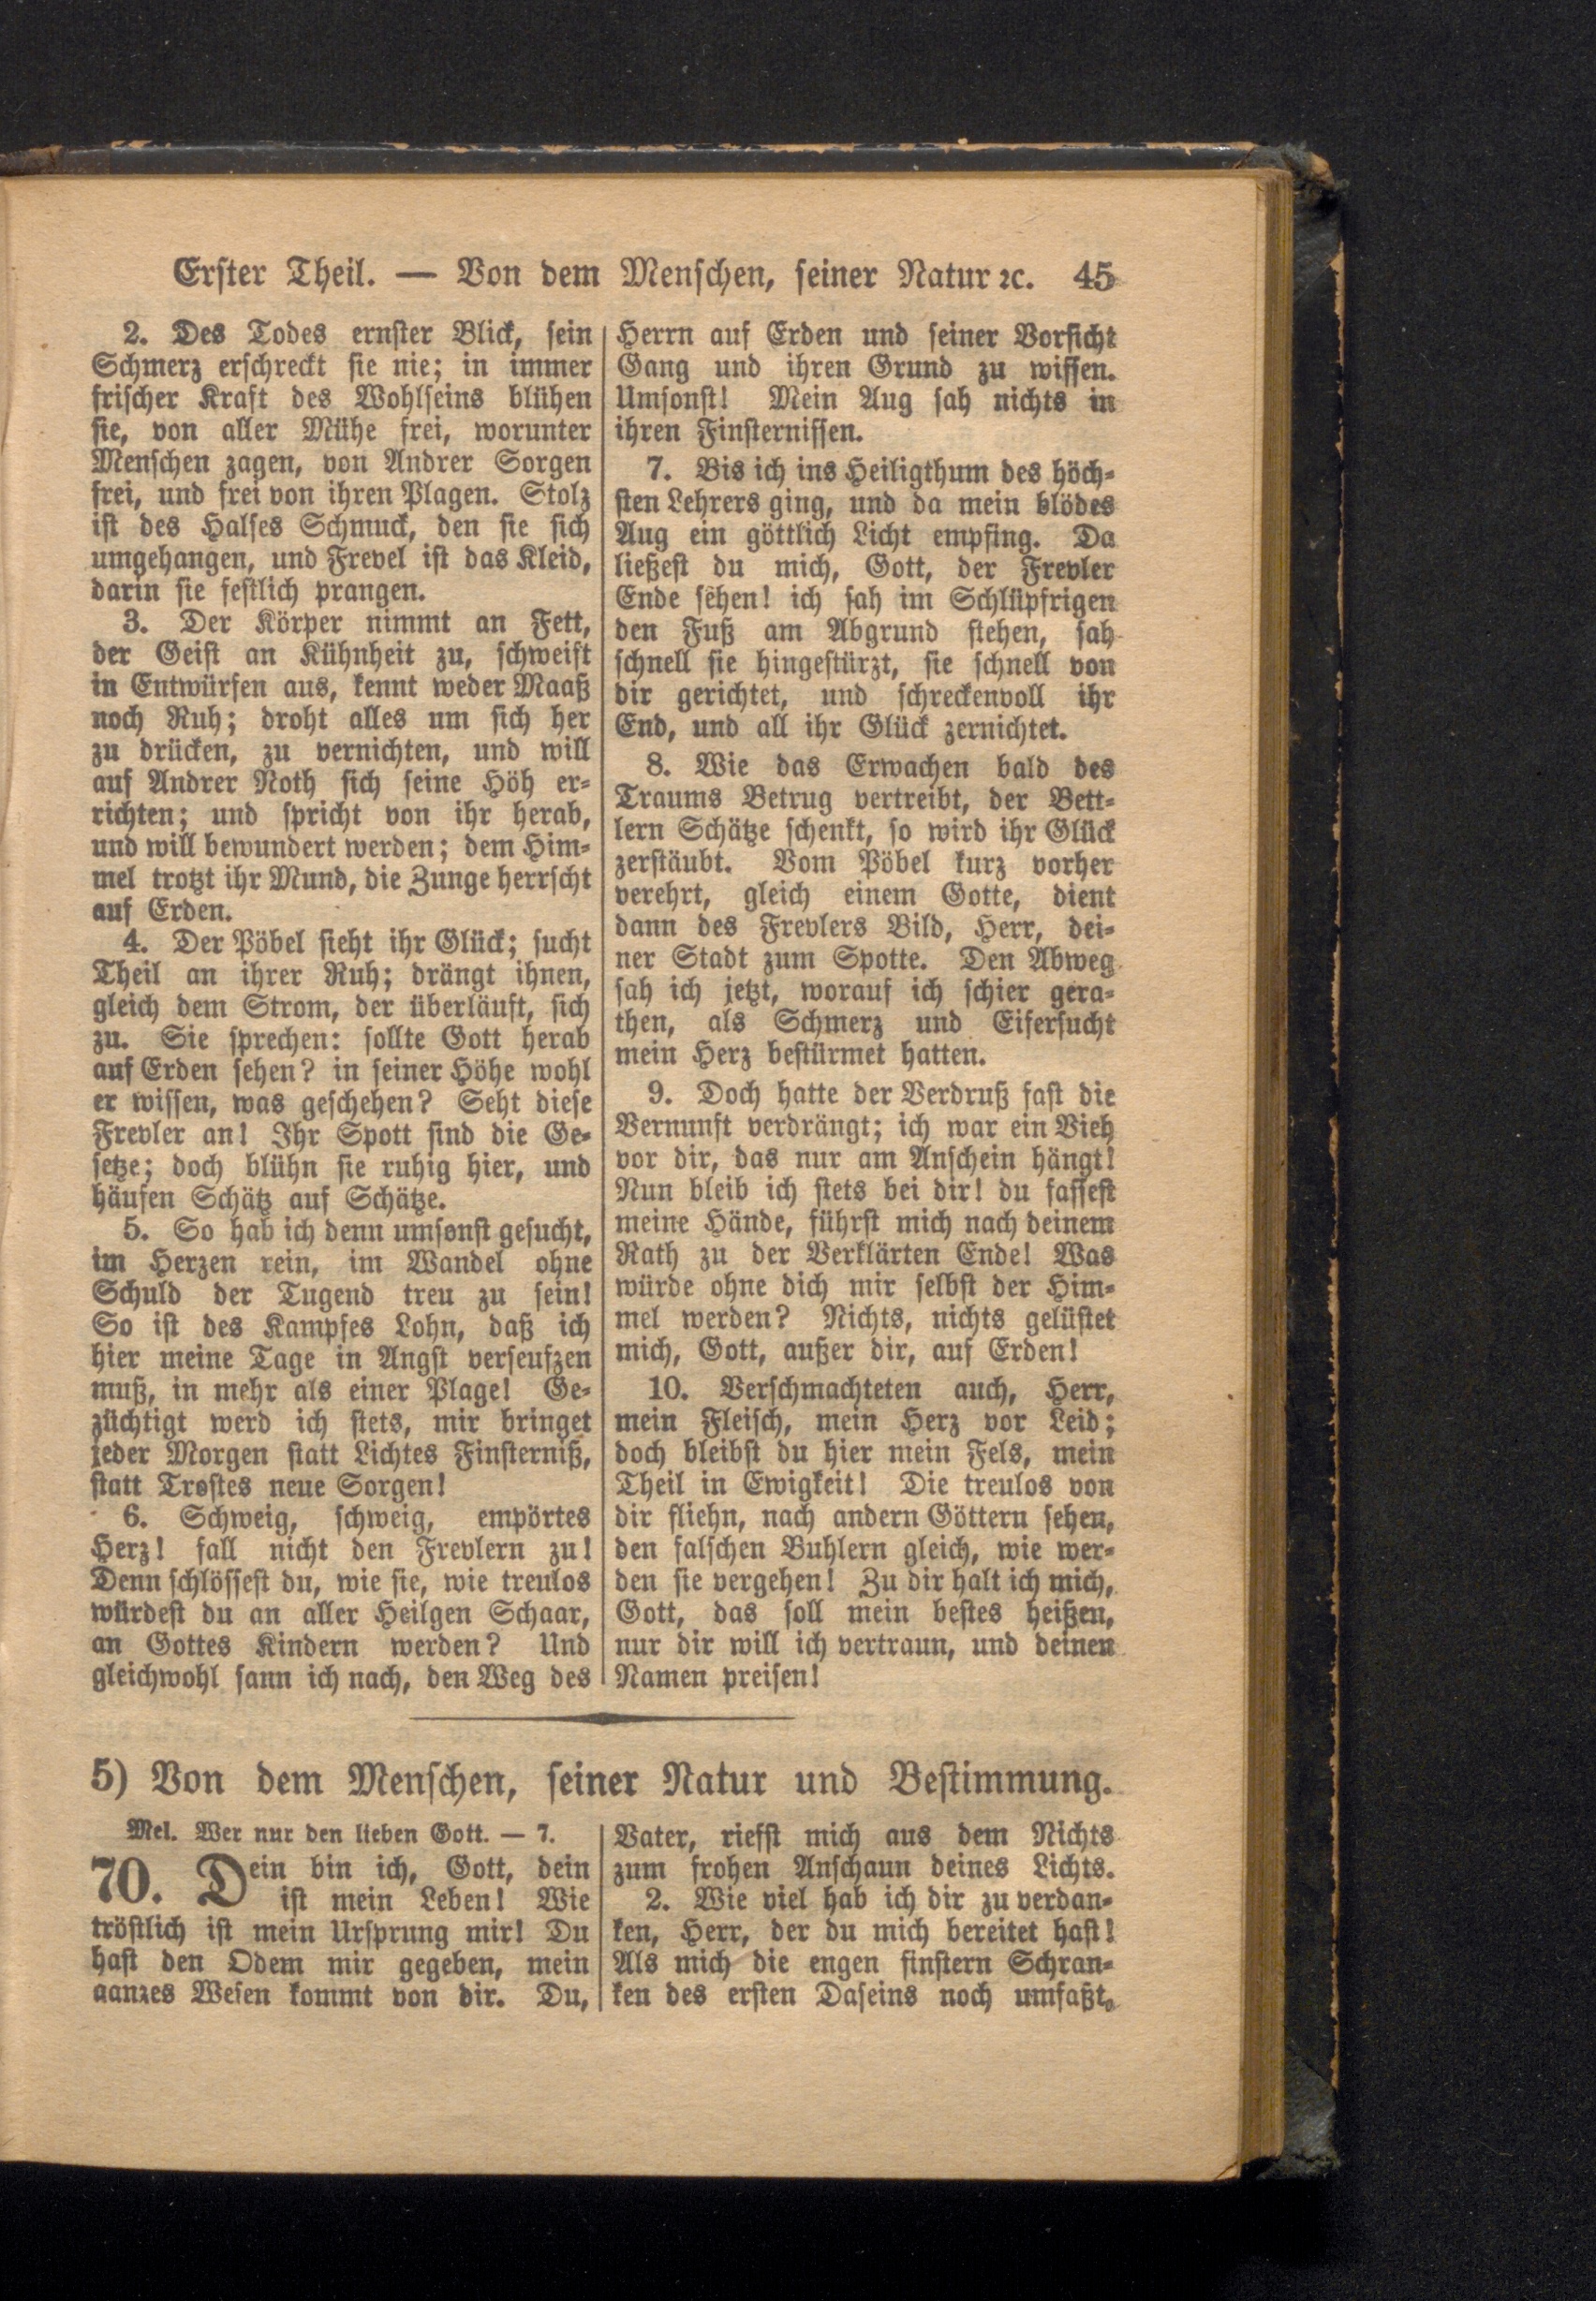 Erster Theil. — Von dem Menschen, seiner Natur ꝛc. 45
2. Des Todes ernster Blick, sein
Schmerz erschreckt sie nie; in immer
frischer Kraft des Wohlseins blühen
sie, von aller Mühe frei, worunter
Menschen zagen, von Andrer Sorgen
frei, und frei von ihren Plagen. Stolz
ist des Halses Schmuck, den sie sich
umgehangen, und Frevel ist das Kleid,
darin sie festlich prangen.
3. Der Körper nimmt an Fett,
der Geist an Kühnheit zu, schweift
in Entwürfen aus, kennt weder Maaß
noch Ruh; droht alles um sich her
zu drücken, zu vernichten, und will
auf Andrer Noth sich seine Höh er-
richten; und spricht von ihr herab,
und will bewundert werden; dem Him-
mel trotzt ihr Mund, die Zunge herrscht
auf Erden.
4. Der Pöbel sieht ihr Glück; sucht
Theil an ihrer Ruh; drängt ihnen,
gleich dem Strom, der überläuft, sich
zu. Sie sprechen: sollte Gott herab
auf Erden sehen? in seiner Höhe wohl
er wissen, was geschehen? Seht diese
Frevler an! Ihr Spott sind die Ge-
setze; doch blühn sie ruhig hier, und
häufen Schätz auf Schätze.
5. So hab ich denn umsonst gesucht,
im Herzen rein, im Wandel ohne
Schuld der Tugend treu zu sein!
So ist des Kampfes Lohn, daß ich
hier meine Tage in Angst verseufzen
muß, in mehr als einer Plage! Ge-
züchtigt werd ich stets, mir bringet
jeder Morgen statt Lichtes Finsterniß,
statt Trostes neue Sorgen!
6. Schweig, schweig, empörtes
Herz! fall nicht den Frevlern zu!
Denn schlössest du, wie sie, wie treulos
würdest du an aller Heilgen Schaar,
an Gottes Kindern werden? Und
gleichwohl sann ich nach, den Weg des
Herrn auf Erden und seiner Vorsicht
Gang und ihren Grund zu wissen.
Umsonst! Mein Aug sah nichts in
ihren Finsternissen.
7. Bis ich ins Heiligthum des höch-
sten Lehrers ging, und da mein blödes
Aug ein göttlich Licht empfing. Da
ließest du mich, Gott, der Frevler
Ende sehen! ich sah im Schlüpfrigen
den Fuß am Abgrund stehen, sah
schnell sie hingestürzt, sie schnell von
dir gerichtet, und schreckenvoll ihr
End, und all ihr Glück zernichtet.
8. Wie das Erwachen bald des
Traums Betrug vertreibt, der Bett-
lern Schätze schenkt, so wird ihr Glück
zerstäubt. Vom Pöbel kurz vorher
verehrt, gleich einem Gotte, dient
dann des Frevlers Bild, Herr, dei-
ner Stadt zum Spotte. Den Abweg
sah ich jetzt, worauf ich schier gera-
then, als Schmerz und Eifersucht
mein Herz bestürmet hatten.
9. Doch hatte der Verdruß fast die
Vernunft verdrängt; ich war ein Vieh
vor dir, das nur am Anschein hängt!
Nun bleib ich stets bei dir! du fassest
meine Hände, führst mich nach deinem
Rath zu der Verklärten Ende! Was
würde ohne dich mir selbst der Him-
mel werden? Nichts, nichts gelüstet
mich, Gott, außer dir, auf Erden!
10. Verschmachteten auch, Herr,
mein Fleisch, mein Herz vor Leid;
doch bleibst du hier mein Fels, mein
Theil in Ewigkeit! Die treulos von
dir fliehn, nach andern Göttern sehen,
den falschen Buhlern gleich, wie wer-
den sie vergehen! Zu dir halt ich mich,
Gott, das soll mein bestes heißen,
nur dir will ich vertraun, und deinen
Namen preisen!
5) Von dem Menschen, seiner Natur und Bestimmung.
Mel. Wer nur den lieben Gott. — 7.
70. Dein bin ich, Gott, dein
ist mein Leben! Wie
tröstlich ist mein Ursprung mir! Du
hast den Odem mir gegeben, mein
ganzes Wesen kommt von dir. Du,
Vater, riefst mich aus dem Nichts
zum frohen Anschaun deines Lichts.
2. Wie viel hab ich dir zu verdan-
ken, Herr, der du mich bereitet hast!
Als mich die engen finstern Schran-
ken des ersten Daseins noch umfaßt,